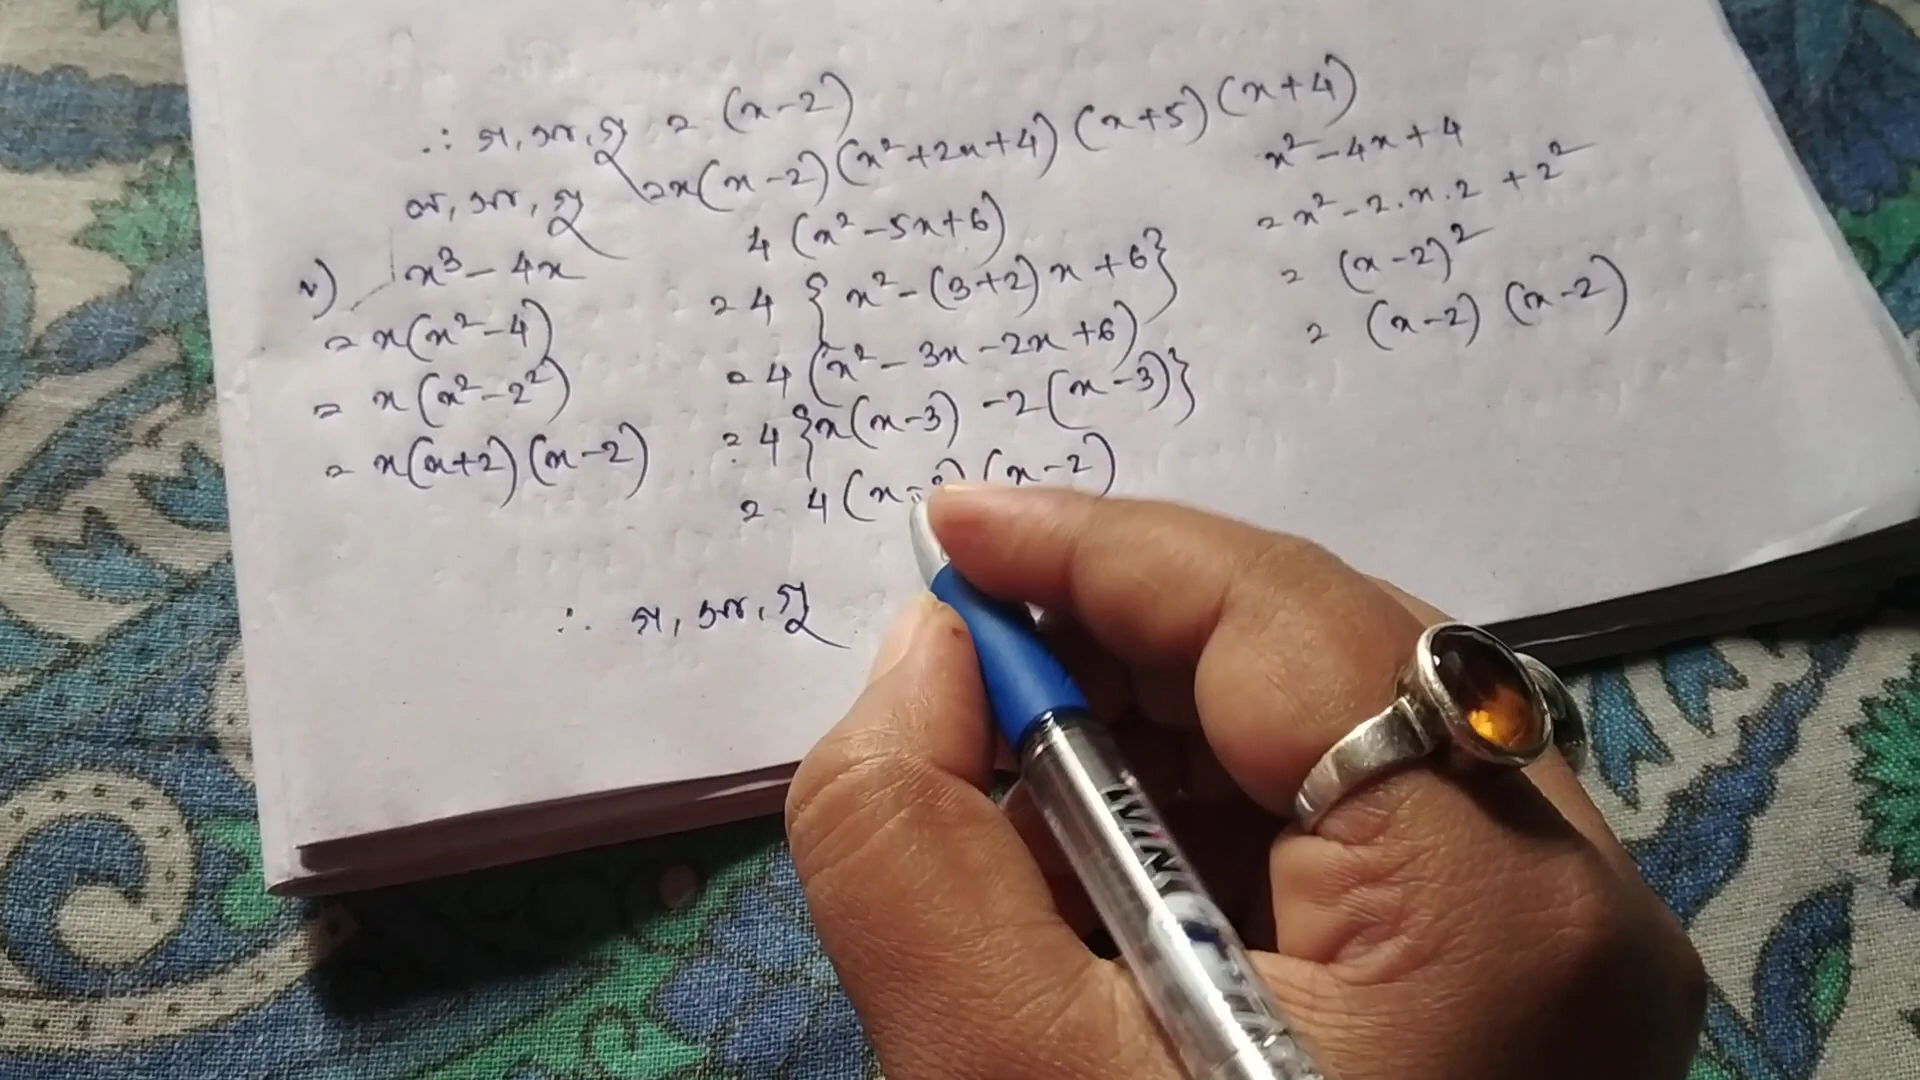 ∴ গ, সা, গু = (x-2)
ল, সা, গু = x(x-2)(x²+2x+4)(x+5)(x+4)
v) x³-4x
= x(x²-4)
= x(x²-2²)
= x(x+2)(x-2)
4(x²-5x+6)
= 4{x²-(3+2)x+6}
= 4(x²-3x-2x+6)
= 4{x(x-3)-2(x-3)}
= 4(x-3)(x-2)
x²-4x+4
= x²-2.x.2+2²
= (x-2)²
= (x-2)(x-2)
∴ গ, সা, গু